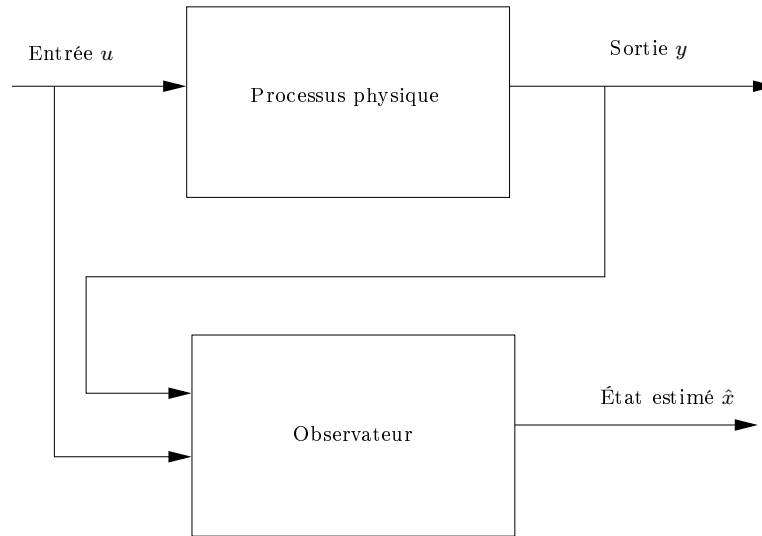 Entrée u
Sortie y
Processus physique
État estimé x̂
Observateur